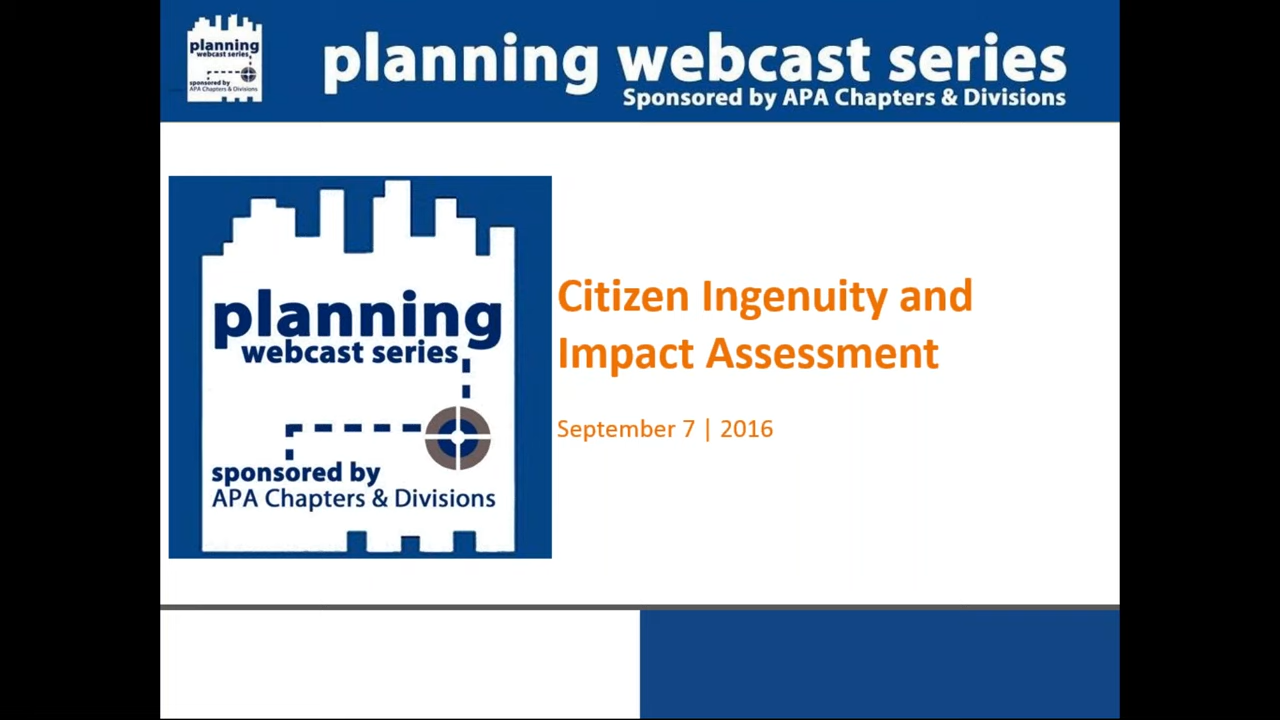 planning
webcast series
sponsored by
APA Chapters & Divisions
planning webcast series
Sponsored by APA Chapters & Divisions
planning
webcast series
sponsored by
APA Chapters & Divisions
Citizen Ingenuity and
Impact Assessment
September 7 | 2016